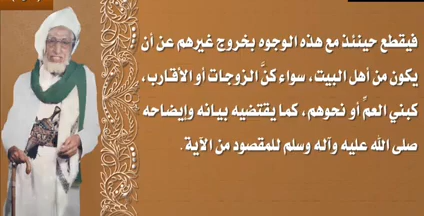 فيقطع حينئذ مع هذه الوجوه بخروج غيرهم عن أن
يكون من أهل البيت، سواء كنَّ الزوجات أو الأقارب،
كبني العمِّ أو نحوهم، كما يقتضيه بيانه وإيضاحه
صلى الله عليه وآله وسلم للمقصود من الآية.